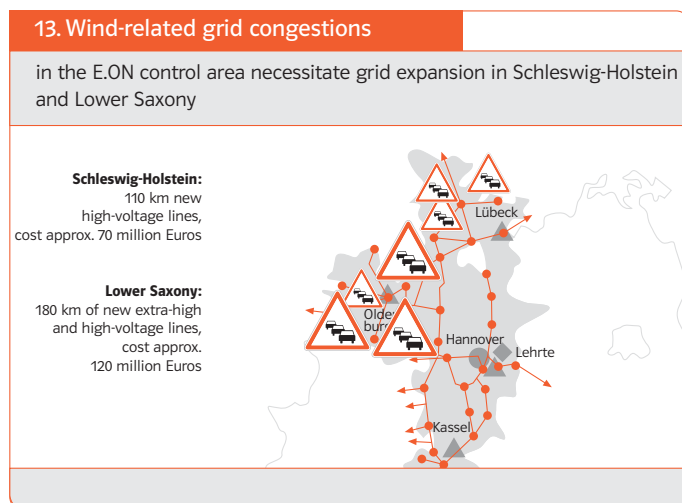 13. Wind-related grid congestions
in the E.ON control area necessitate grid expansion in Schleswig-Holstein
and Lower Saxony
Schleswig-Holstein:
110 km new
high-voltage lines,
cost approx. 70 million Euros
Lower Saxony:
180 km of new extra-high
and high-voltage lines,
cost approx.
120 million Euros
Lübeck
Hannover
Lehrte
Kassel